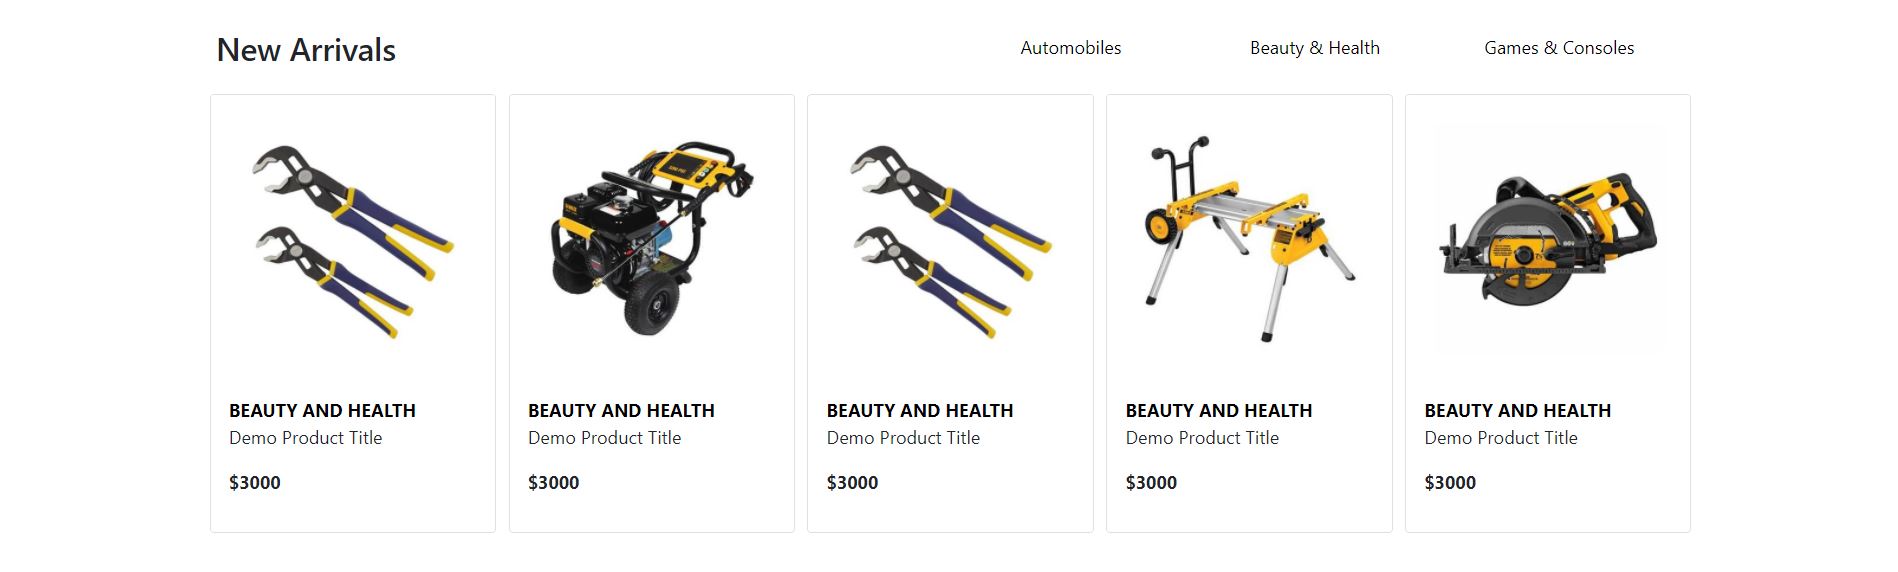 New Arrivals
Automobiles
Beauty & Health
Games & Consoles
BEAUTY AND HEALTH
Demo Product Title
$3000
BEAUTY AND HEALTH
Demo Product Title
$3000
BEAUTY AND HEALTH
Demo Product Title
$3000
BEAUTY AND HEALTH
Demo Product Title
$3000
BEAUTY AND HEALTH
Demo Product Title
$3000